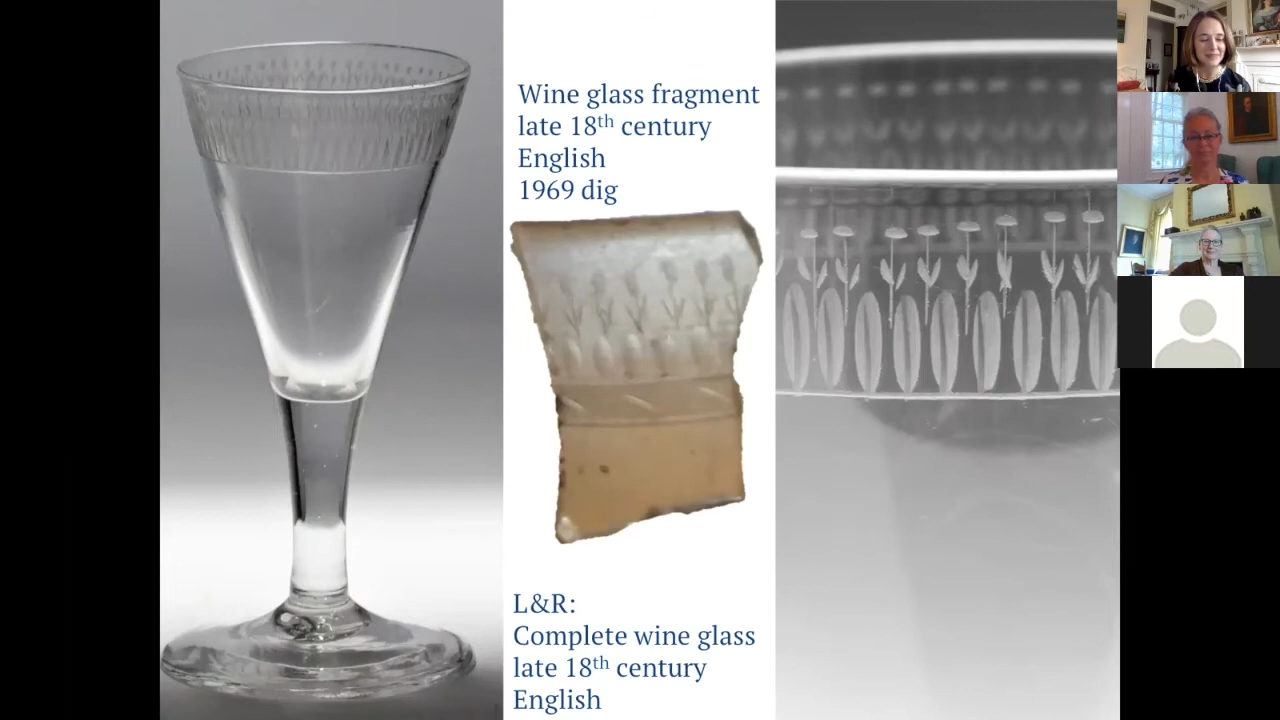 Wine glass fragment
late 18th century
English
1969 dig
L&R:
Complete wine glass
late 18th century
English